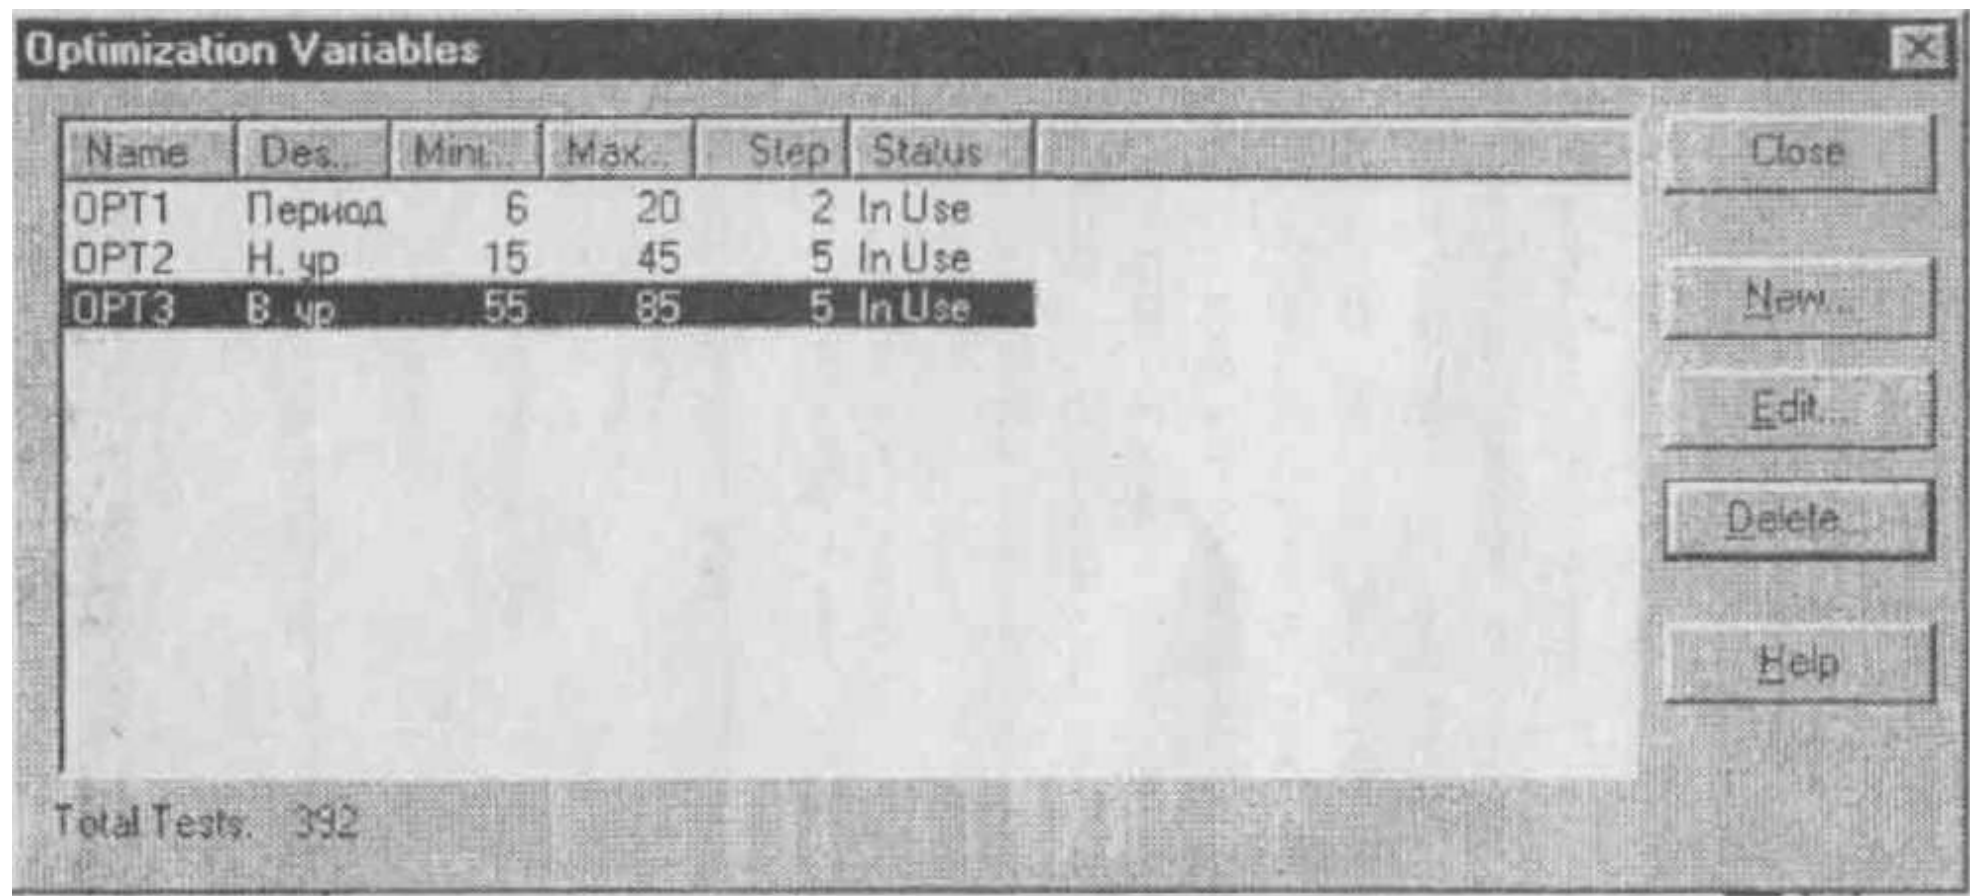 Optimization Variables
Name Des... Mini... Max... Step Status
OPT1 Период 6 20 2 In Use
OPT2 Н. ур 15 45 5 In Use
OPT3 В. ур 55 85 5 In Use
Close
New...
Edit...
Delete...
Help
Total Tests: 392